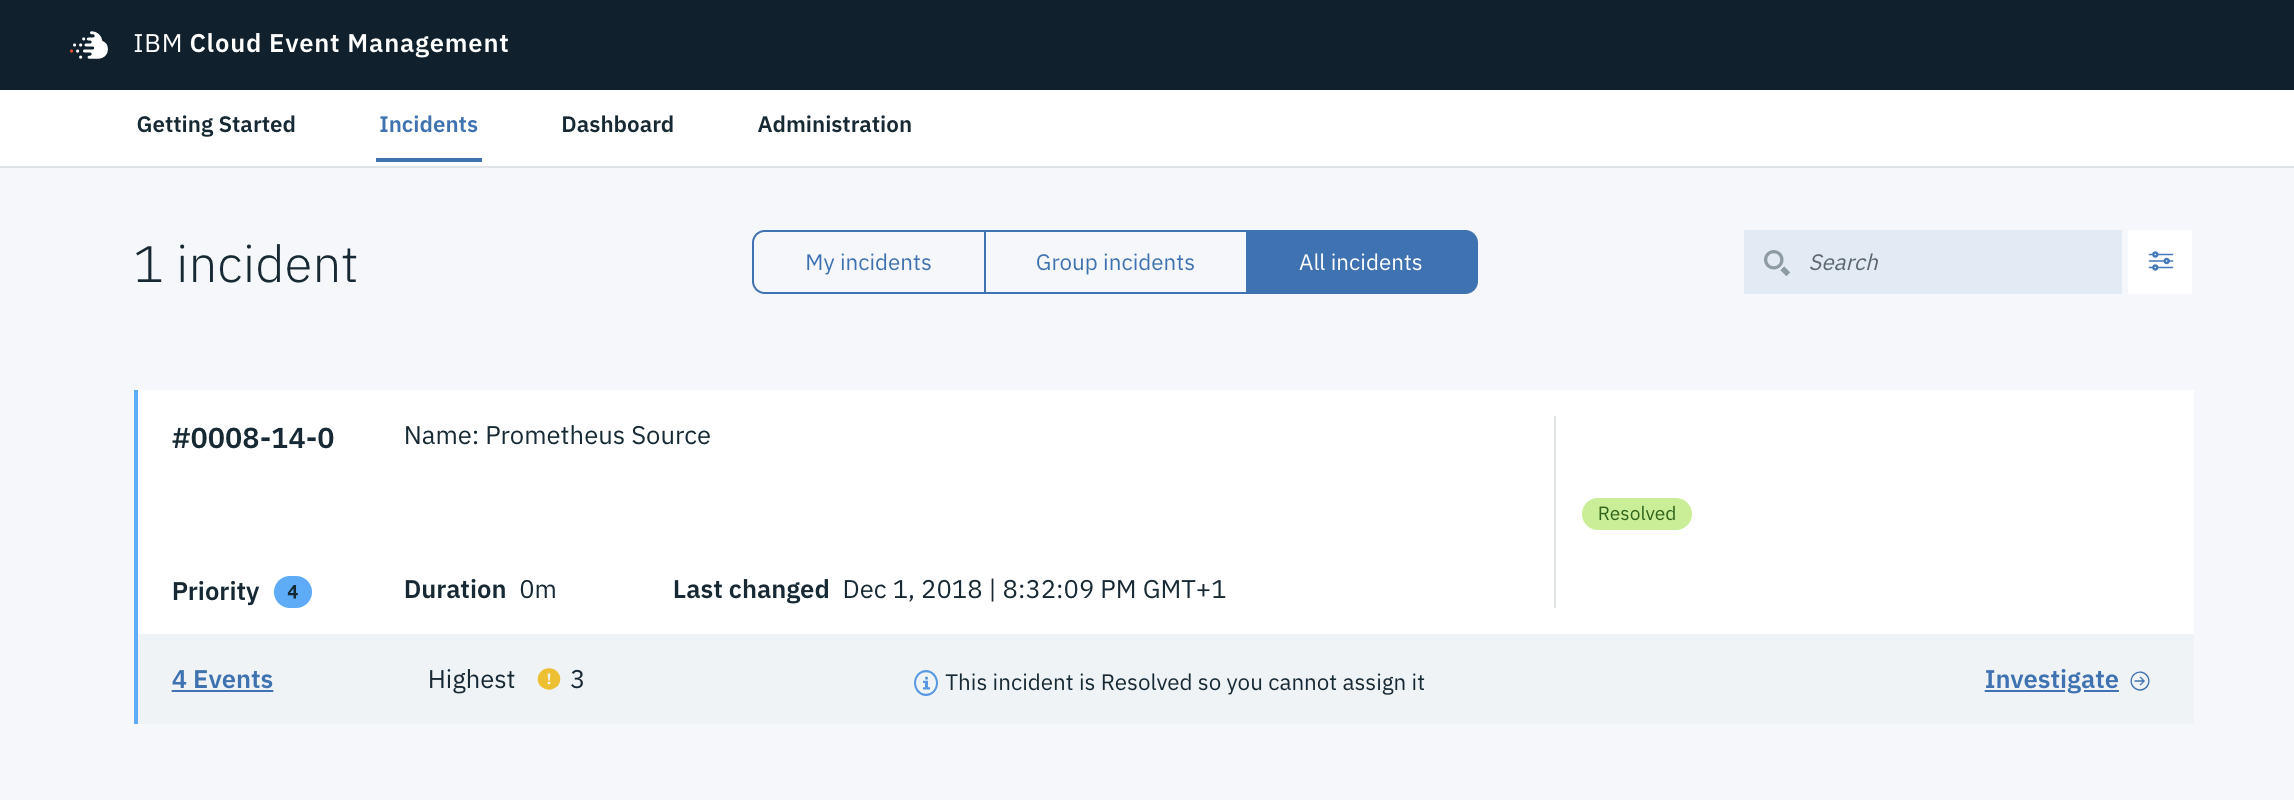 IBM Cloud Event Management
Getting Started Incidents Dashboard Administration
1 incident My incidents Group incidents All incidents Search
#0008-14-0 Name: Prometheus Source
Resolved
Priority 4 Duration 0m Last changed Dec 1, 2018 | 8:32:09 PM GMT+1
4 Events Highest 3 This incident is Resolved so you cannot assign it Investigate